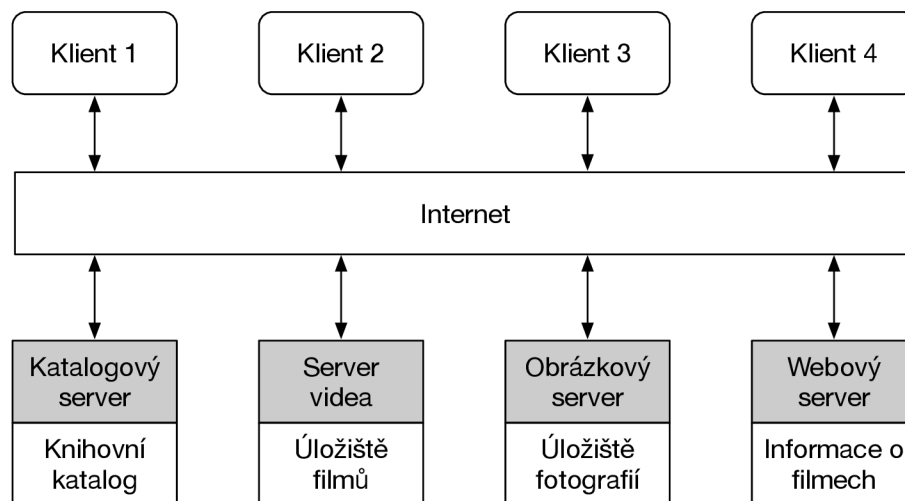 Klient 1
Klient 2
Klient 3
Klient 4
Internet
Katalogový
server
Knihovní
katalog
Server
videa
Úložiště
filmů
Obrázkový
server
Úložiště
fotografií
Webový
server
Informace o
filmech